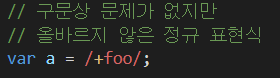 // 구문상 문제가 없지만
// 올바르지 않은 정규 표현식
var a = /+foo/;